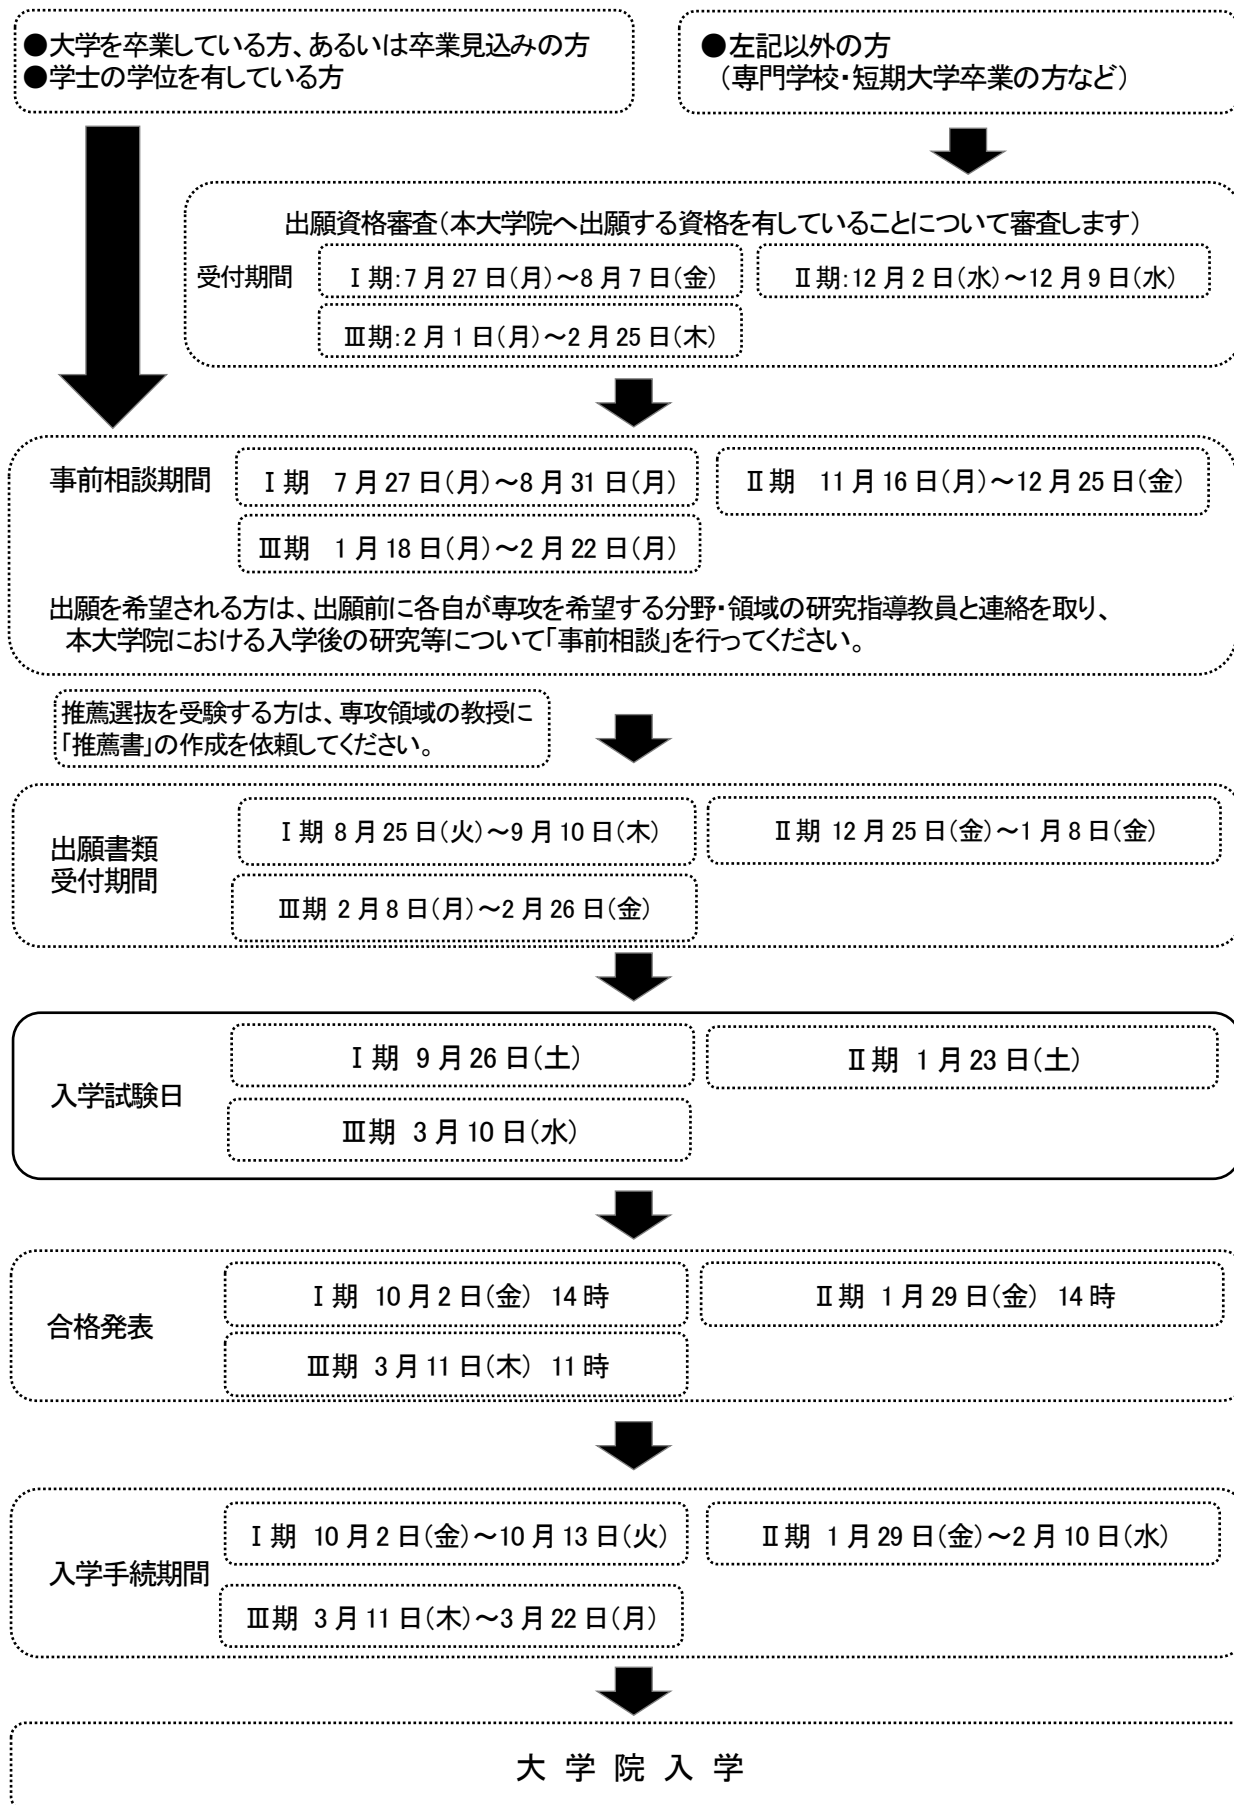 ●大学を卒業している方、あるいは卒業見込みの方
●学士の学位を有している方
●左記以外の方
（専門学校・短期大学卒業の方など）
出願資格審査（本大学院へ出願する資格を有していることについて審査します）
受付期間
Ⅰ期：7月27日（月）～8月7日（金）
Ⅱ期：12月2日（水）～12月9日（水）
Ⅲ期：2月1日（月）～2月25日（木）
事前相談期間
Ⅰ期 7月27日（月）～8月31日（月）
Ⅱ期 11月16日（月）～12月25日（金）
Ⅲ期 1月18日（月）～2月22日（月）
出願を希望される方は、出願前に各自が専攻を希望する分野・領域の研究指導教員と連絡を取り、
本大学院における入学後の研究等について「事前相談」を行ってください。
推薦選抜を受験する方は、専攻領域の教授に
「推薦書」の作成を依頼してください。
出願書類
受付期間
Ⅰ期 8月25日（火）～9月10日（木）
Ⅱ期 12月25日（金）～1月8日（金）
Ⅲ期 2月8日（月）～2月26日（金）
入学試験日
Ⅰ期 9月26日（土）
Ⅱ期 1月23日（土）
Ⅲ期 3月10日（水）
合格発表
Ⅰ期 10月2日（金） 14時
Ⅱ期 1月29日（金） 14時
Ⅲ期 3月11日（木） 11時
入学手続期間
Ⅰ期 10月2日（金）～10月13日（火）
Ⅱ期 1月29日（金）～2月10日（水）
Ⅲ期 3月11日（木）～3月22日（月）
大 学 院 入 学